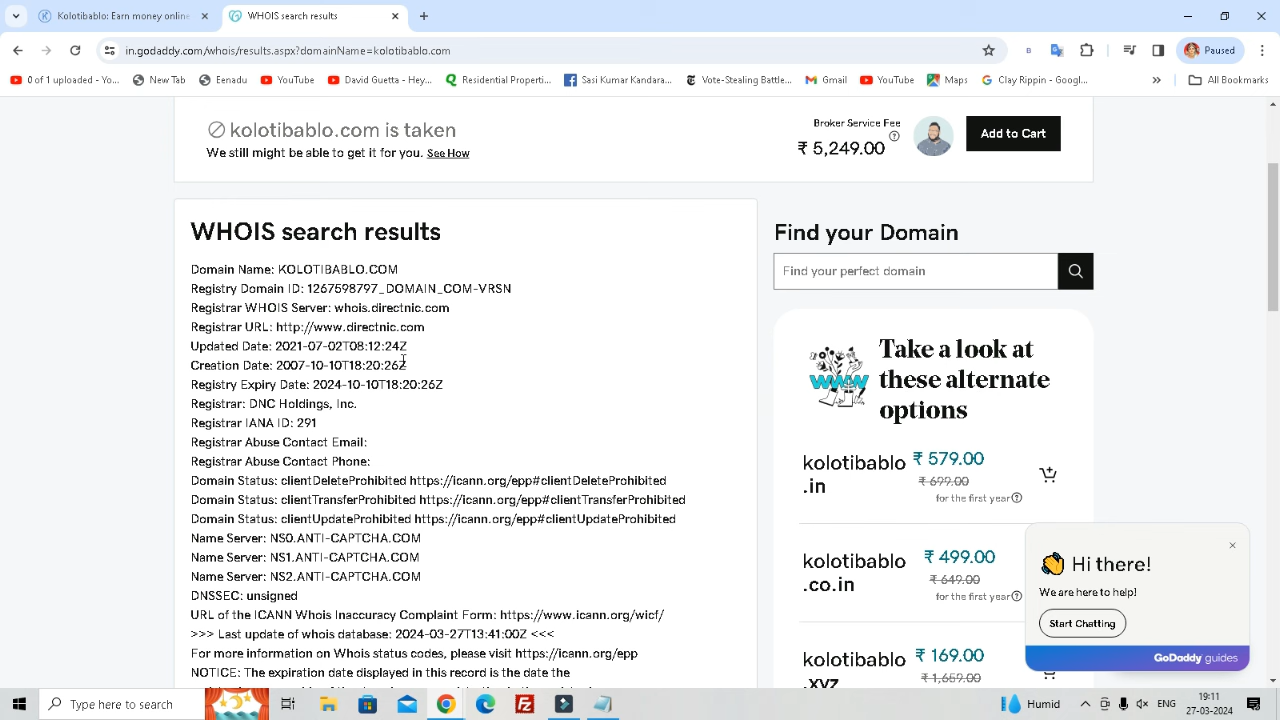 Kolotibablo: Earn money online
WHOIS search results
in.godaddy.com/whois/results.aspx?domainName=kolotibablo.com
Paused
0 of 1 uploaded - Yo...
New Tab
Eenadu
YouTube
David Guetta - Hey...
Residential Properti...
Sasi Kumar Kandara...
Vote-Stealing Battle...
Gmail
YouTube
Maps
Clay Rippin - Googl...
All Bookmarks
kolotibablo.com is taken
We still might be able to get it for you. See How
Broker Service Fee
₹ 5,249.00
Add to Cart
WHOIS search results
Domain Name: KOLOTIBABLO.COM
Registry Domain ID: 1267598197_DOMAIN_COM-VRSN
Registrar WHOIS Server: whois.directnic.com
Registrar URL: http://www.directnic.com
Updated Date: 2021-07-02T08:12:24Z
Creation Date: 2007-10-10T18:20:26Z
Registry Expiry Date: 2024-10-10T18:20:26Z
Registrar: DNC Holdings, Inc.
Registrar IANA ID: 291
Registrar Abuse Contact Email:
Registrar Abuse Contact Phone:
Domain Status: clientDeleteProhibited https://icann.org/epp#clientDeleteProhibited
Domain Status: clientTransferProhibited https://icann.org/epp#clientTransferProhibited
Domain Status: clientUpdateProhibited https://icann.org/epp#clientUpdateProhibited
Name Server: NS0.ANTI-CAPTCHA.COM
Name Server: NS1.ANTI-CAPTCHA.COM
Name Server: NS2.ANTI-CAPTCHA.COM
DNSSEC: unsigned
URL of the ICANN Whois Inaccuracy Complaint Form: https://www.icann.org/wicf/
>>> Last update of whois database: 2024-03-27T13:41:00Z <<<
For more information on Whois status codes, please visit https://icann.org/epp
NOTICE: The expiration date displayed in this record is the date the
Find your Domain
Find your perfect domain
www
Take a look at
these alternate
options
kolotibablo
.in
₹ 579.00
₹ 699.00
for the first year
kolotibablo
.co.in
₹ 499.00
₹ 649.00
for the first year
kolotibablo
.xyz
₹ 169.00
₹ 1,659.00
Hi there!
We are here to help!
Start Chatting
GoDaddy guides
Type here to search
Humid
ENG
19:11
27-03-2024